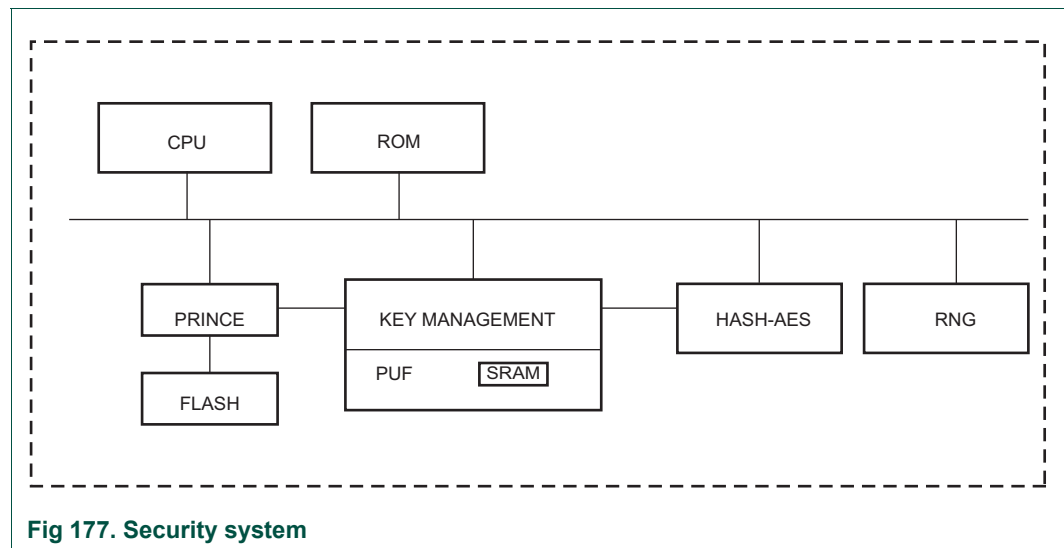 CPU
ROM
PRINCE
KEY MANAGEMENT
HASH-AES
RNG
PUF
SRAM
FLASH
Fig 177. Security system